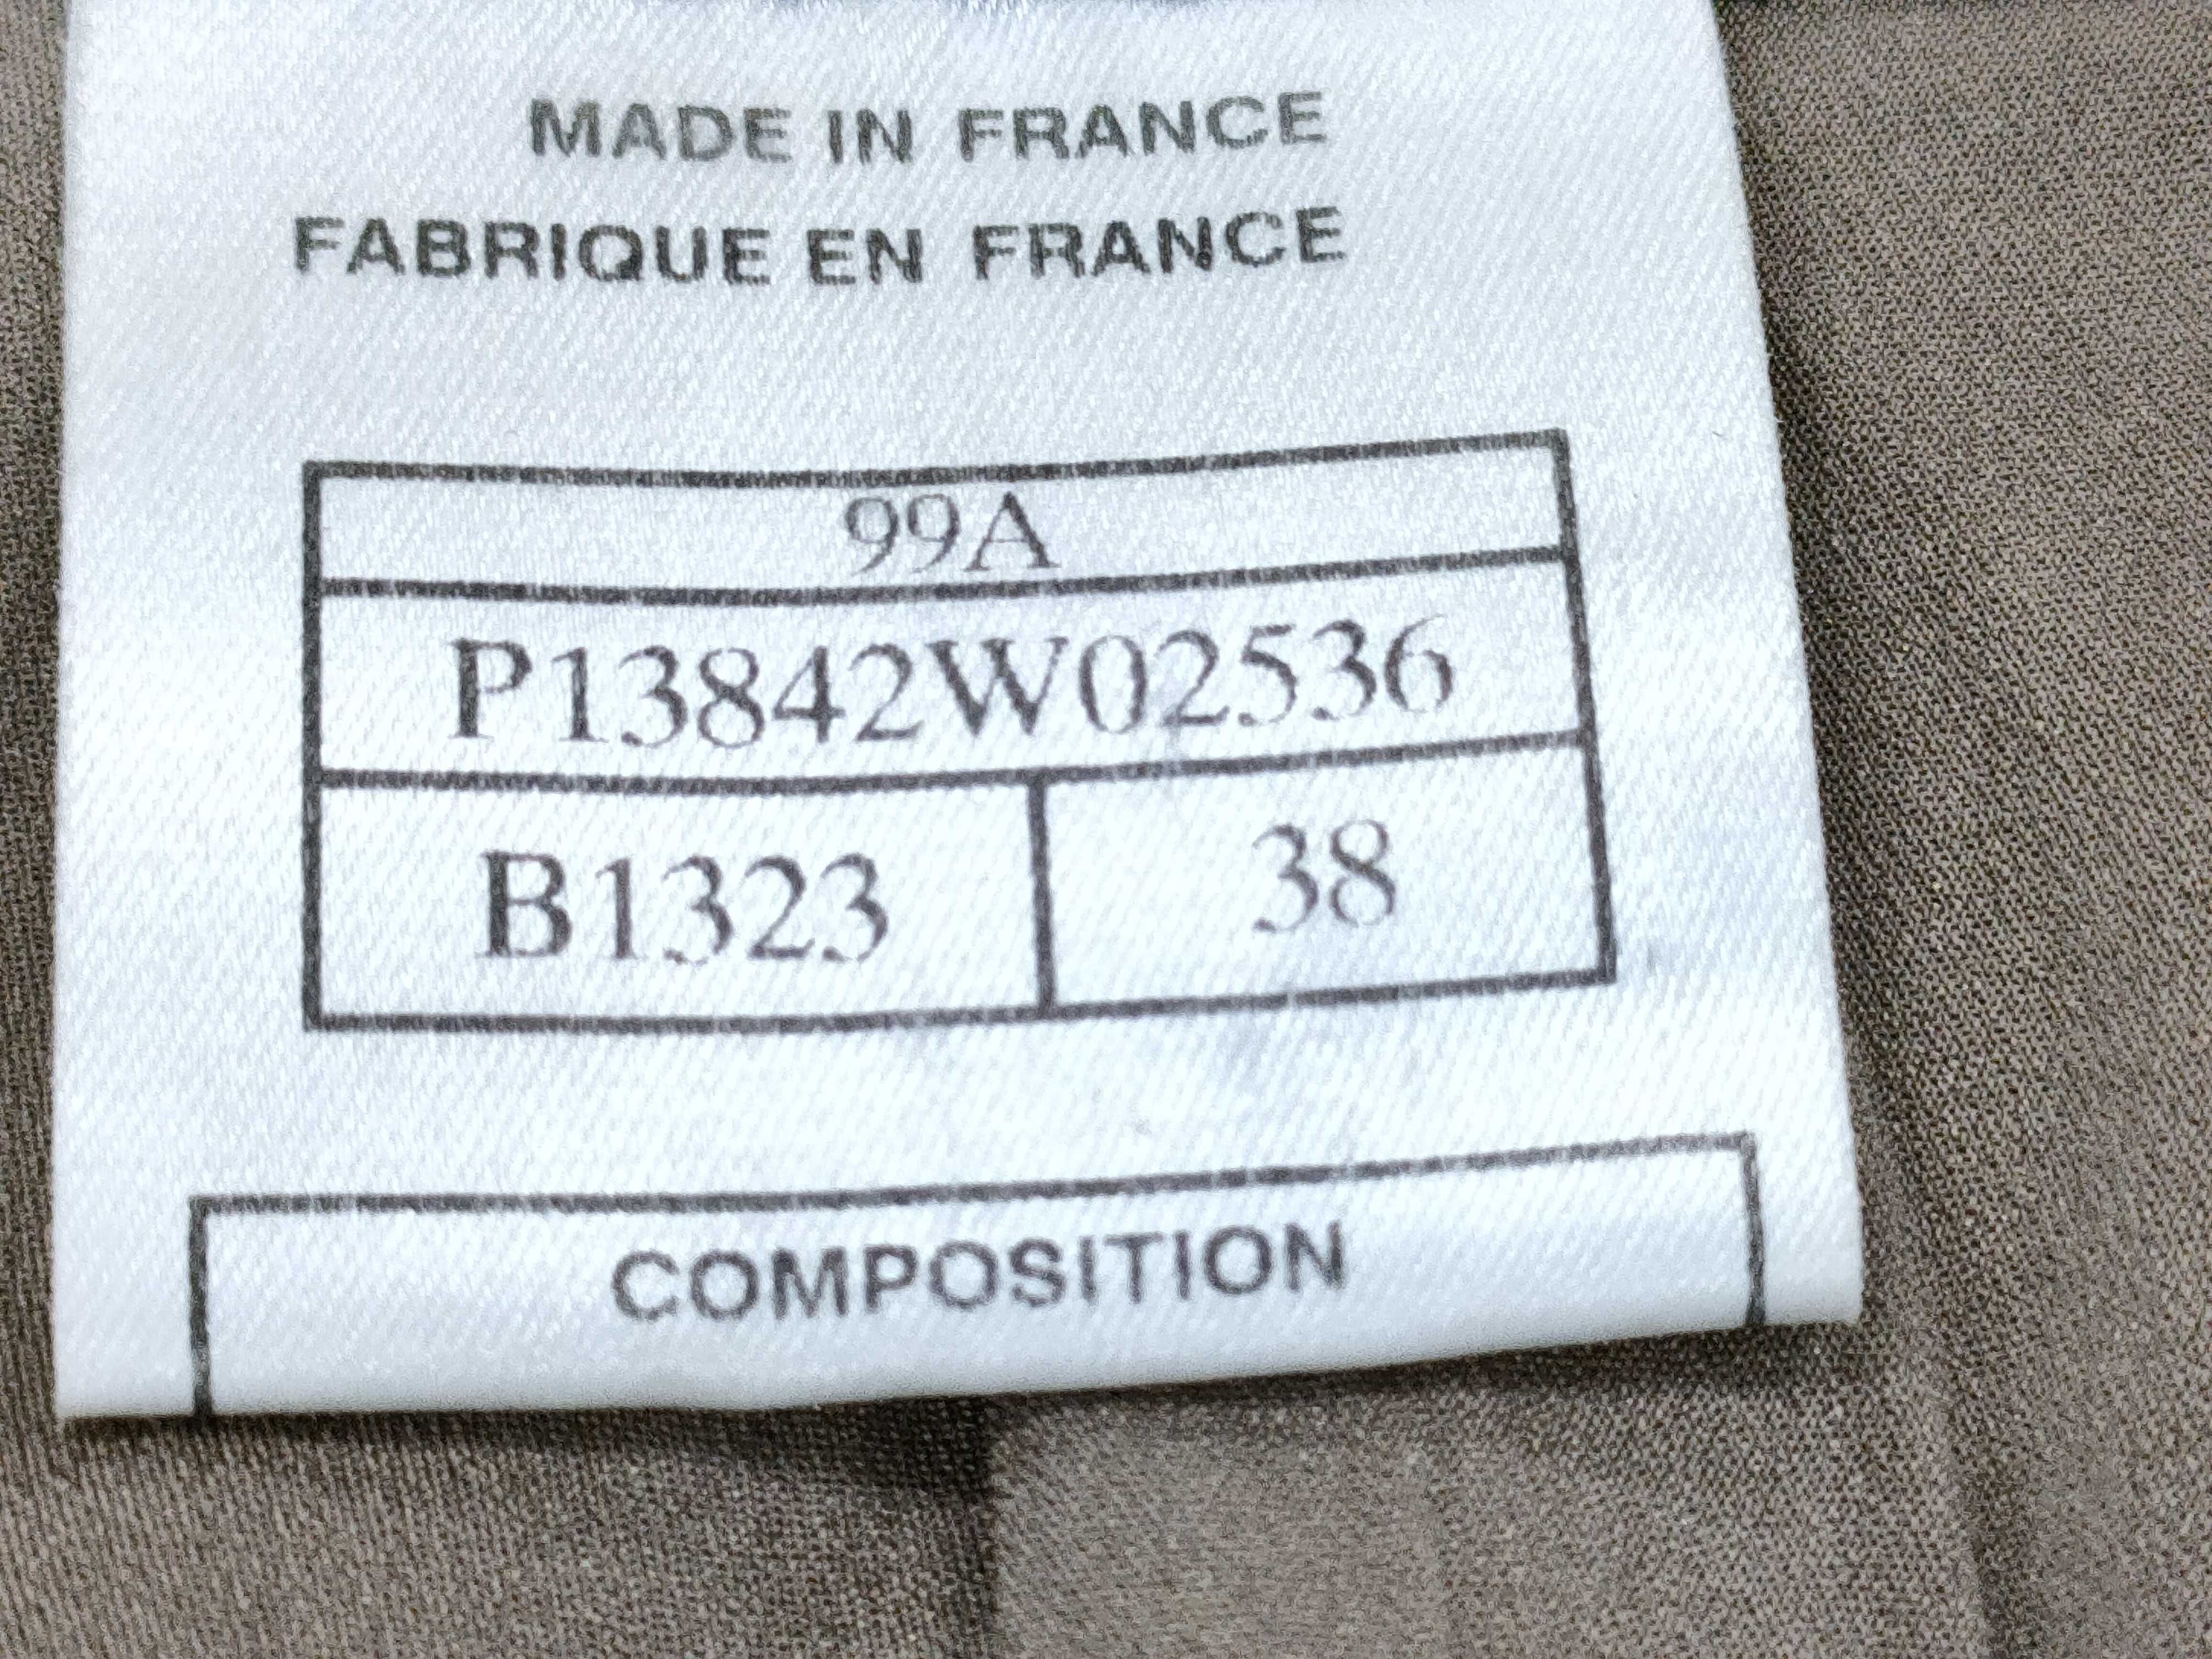 MADE IN FRANCE
FABRIQUE EN FRANCE
99A
P13842W02536
B1323 38
COMPOSITION